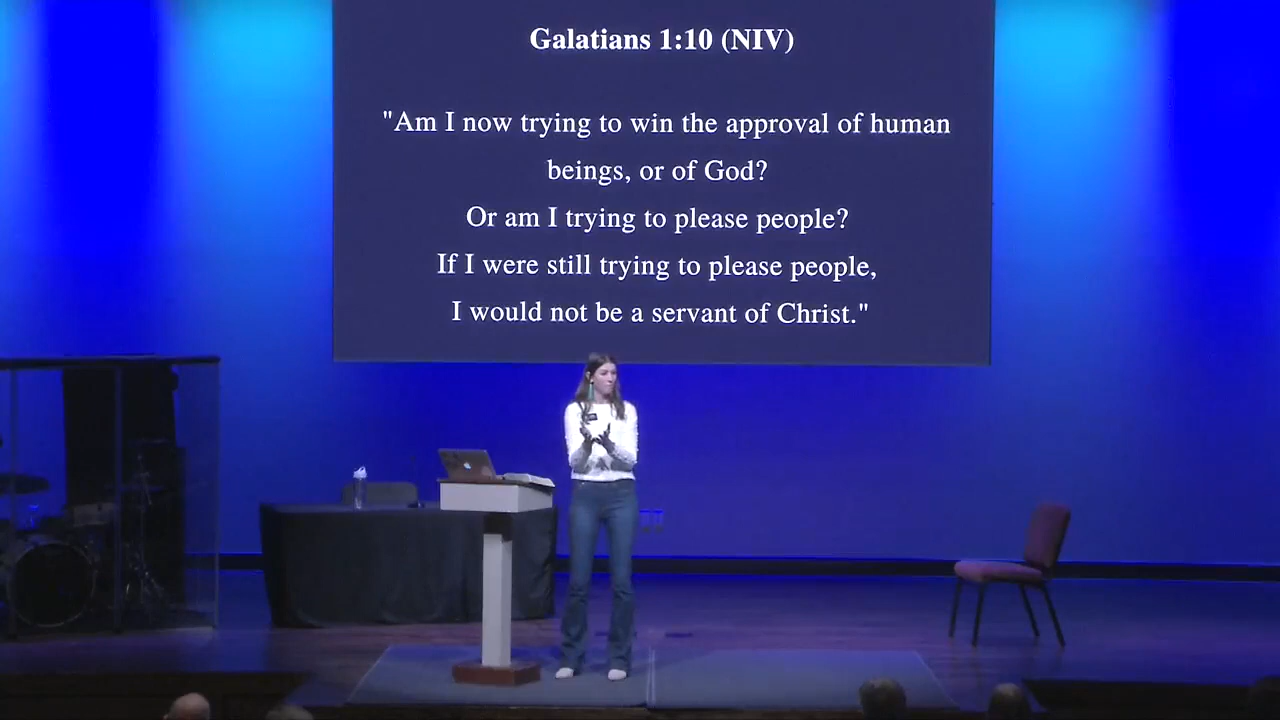 Galatians 1:10 (NIV)
"Am I now trying to win the approval of human
beings, or of God?
Or am I trying to please people?
If I were still trying to please people,
I would not be a servant of Christ."